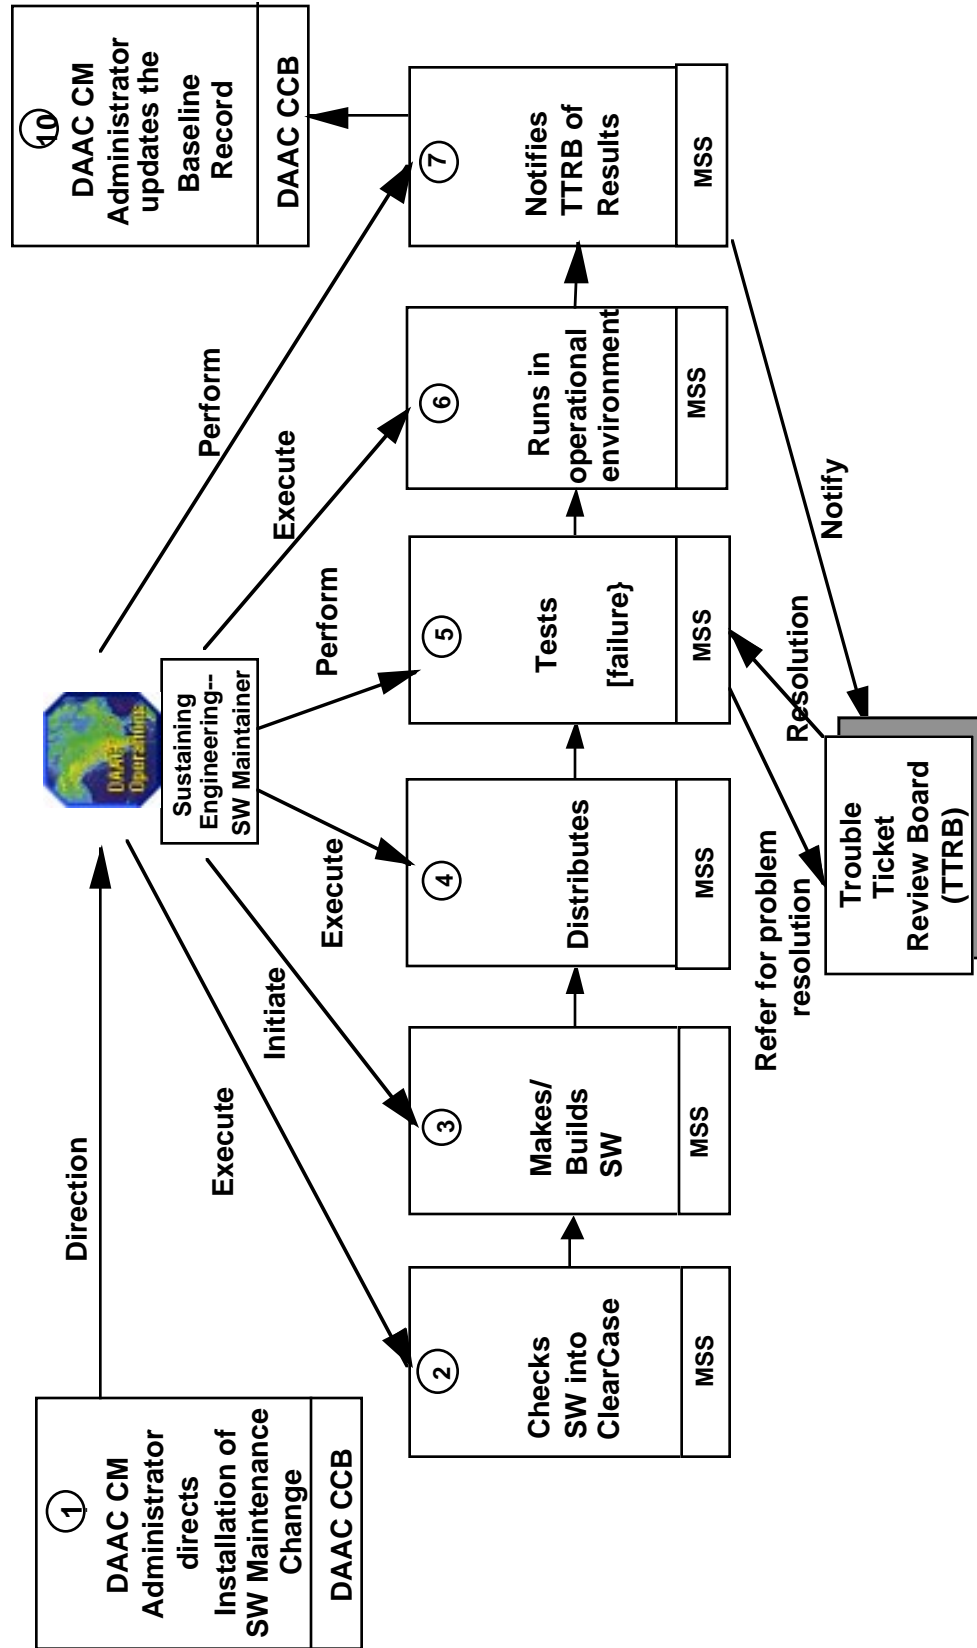 1
DAAC CM
Administrator
directs
Installation of
SW Maintenance
Change
DAAC CCB
Direction
DAAC
Operations
Sustaining
Engineering--
SW Maintainer
10
DAAC CM
Administrator
updates the
Baseline
Record
DAAC CCB
Execute
Initiate
Execute
Perform
Execute
Perform
2
Checks
SW into
ClearCase
MSS
3
Makes/
Builds
SW
MSS
4
Distributes
MSS
5
Tests
[failure}
MSS
6
Runs in
operational
environment
MSS
7
Notifies
TTRB of
Results
MSS
Refer for problem
resolution
Resolution
Notify
Trouble
Ticket
Review Board
(TTRB)